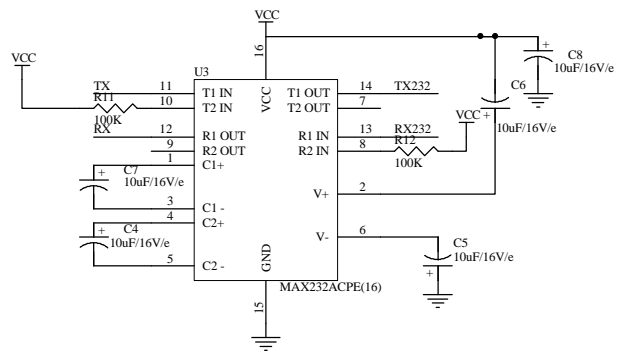 VCC
VCC
16
+
C8
10uF/16V/e
U3
C6
TX
11
T1 IN
VCC
T1 OUT
14
TX232
R11
10
T2 IN
T2 OUT
7
VCC
+
10uF/16V/e
100K
RX
12
R1 OUT
R1 IN
13
RX232
9
R2 OUT
R2 IN
8
R12
100K
1
C1+
+
C7
10uF/16V/e
V+
2
3
C1 -
4
C2+
+
C4
10uF/16V/e
V-
6
C5
10uF/16V/e
+
5
C2 -
GND
MAX232ACPE(16)
15